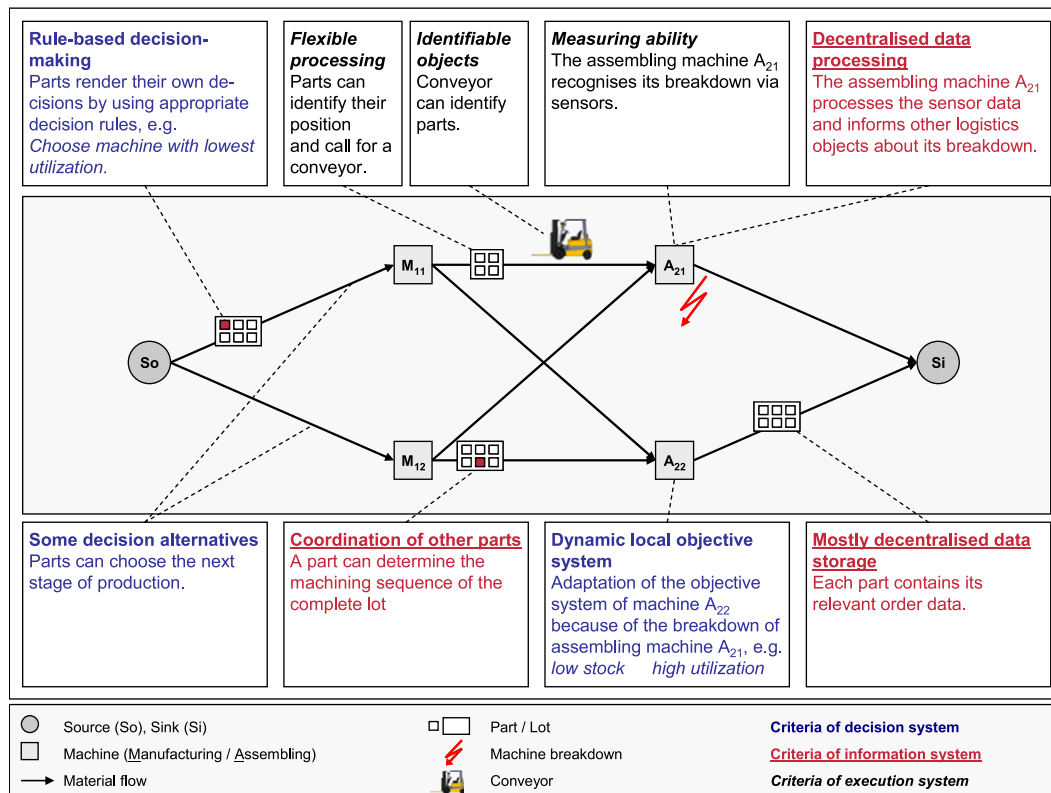 Rule-based decision-
making
Parts render their own de-
cisions by using appropriate
decision rules, e.g.
Choose machine with lowest
utilization.
Flexible
processing
Parts can
identify their
position
and call for a
conveyor.
Identifiable
objects
Conveyor
can identify
parts.
Measuring ability
The assembling machine A21
recognises its breakdown via
sensors.
Decentralised data
processing
The assembling machine A21
processes the sensor data
and informs other logistics
objects about its breakdown.
M11
A21
So
Si
M12
A22
Some decision alternatives
Parts can choose the next
stage of production.
Coordination of other parts
A part can determine the
machining sequence of the
complete lot
Dynamic local objective
system
Adaptation of the objective
system of machine A22
because of the breakdown of
assembling machine A21, e.g.
low stock high utilization
Mostly decentralised data
storage
Each part contains its
relevant order data.
Source (So), Sink (Si)
Part / Lot
Criteria of decision system
Machine (Manufacturing / Assembling)
Machine breakdown
Criteria of information system
Material flow
Conveyor
Criteria of execution system